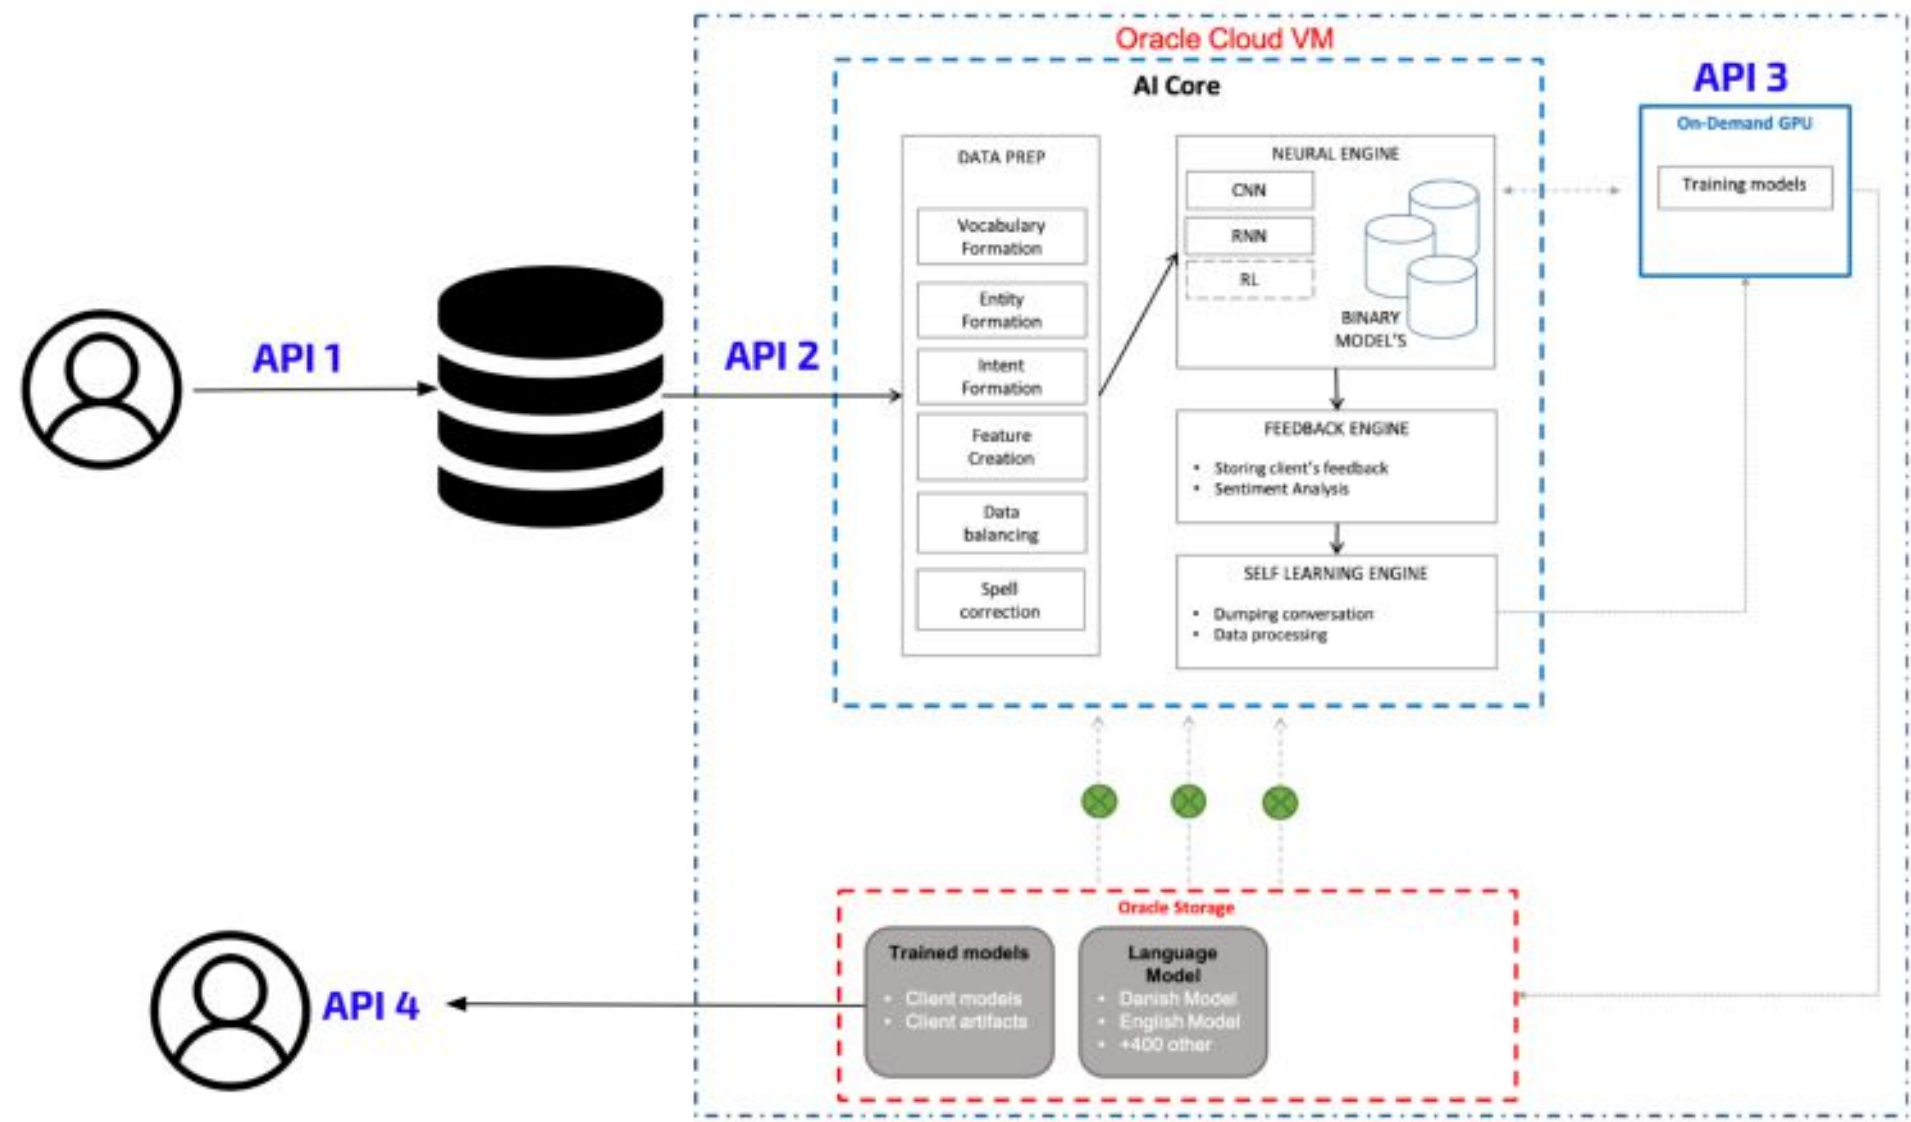 Oracle Cloud VM
AI Core
API 3
On-Demand GPU
Training models
DATA PREP
Vocabulary
Formation
Entity
Formation
Intent
Formation
Feature
Creation
Data
balancing
Spell
correction
NEURAL ENGINE
CNN
RNN
RL
BINARY
MODEL'S
API 1
API 2
FEEDBACK ENGINE
• Storing client's feedback
• Sentiment Analysis
SELF LEARNING ENGINE
• Dumping conversation
• Data processing
Oracle Storage
Trained models
• Client models
• Client artifacts
Language
Model
• Danish Model
• English Model
• +400 other
API 4